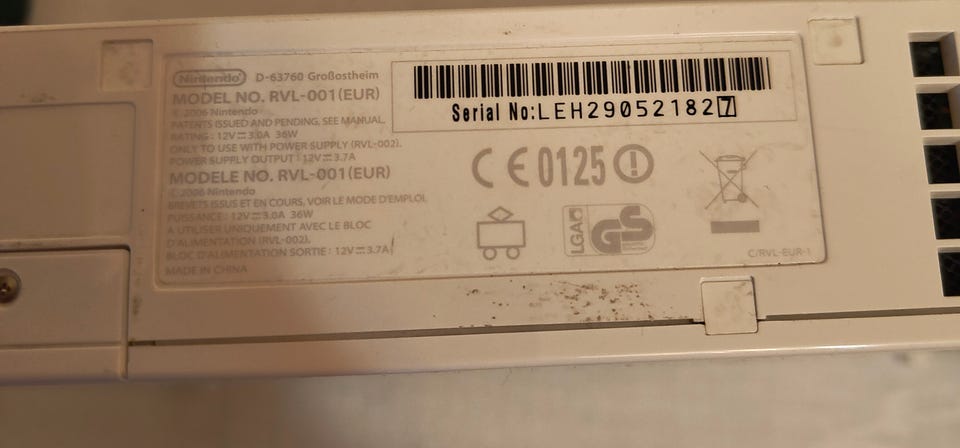 Nintendo D-63760 Großostheim
MODEL NO. RVL-001(EUR)
© 2006 Nintendo
PATENTS ISSUED AND PENDING, SEE MANUAL.
RATING : 12V⎓3.0A 36W
ONLY TO USE WITH POWER SUPPLY (RVL-002).
POWER SUPPLY OUTPUT : 12V⎓3.7A
MODELE NO. RVL-001(EUR)
© 2006 Nintendo
BREVETS ISSUS ET EN COURS, VOIR LE MODE D'EMPLOI.
PUISSANCE : 12V⎓3.0A 36W
A UTILISER UNIQUEMENT AVEC LE BLOC
D'ALIMENTATION (RVL-002).
BLOC D'ALIMENTATION SORTIE : 12V⎓3.7A
MADE IN CHINA
Serial No:LEH290521827
CE0125
LGA GS
C/RVL-EUR-1